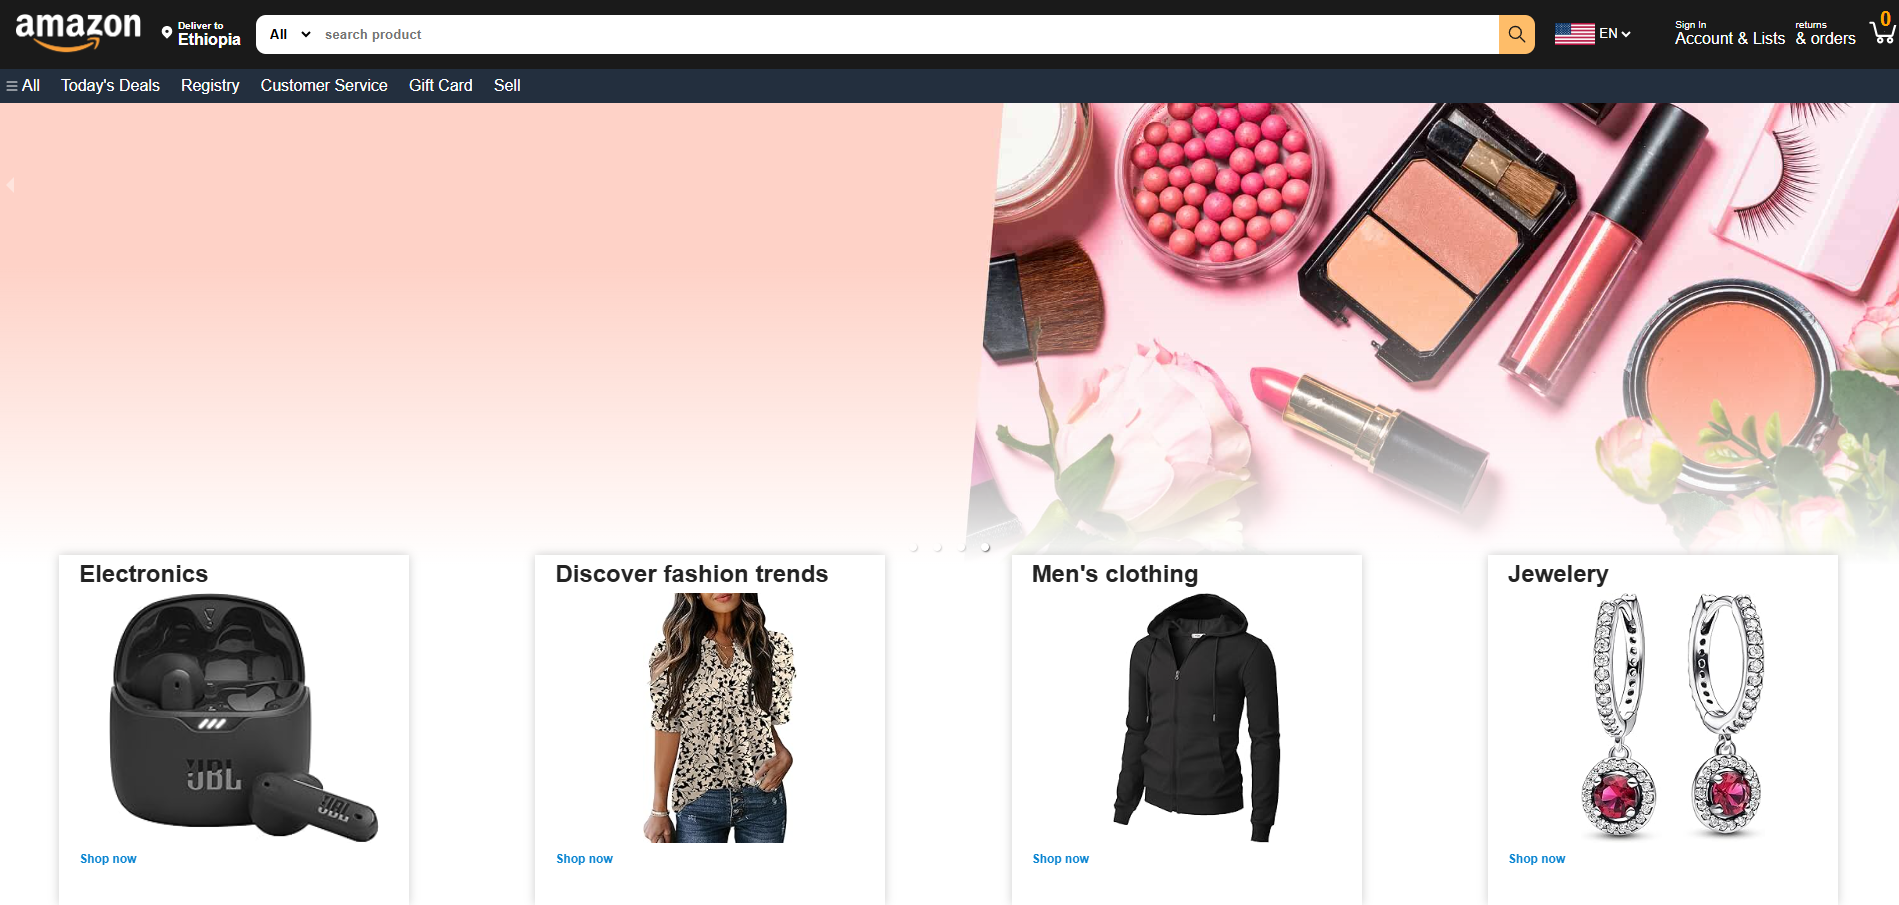 amazon
Deliver to
Ethiopia
All
search product
EN
Sign In
Account & Lists
returns
& orders
0
All
Today's Deals
Registry
Customer Service
Gift Card
Sell
Electronics
JBL
JBL
Shop now
Discover fashion trends
Shop now
Men's clothing
Shop now
Jewelery
Shop now